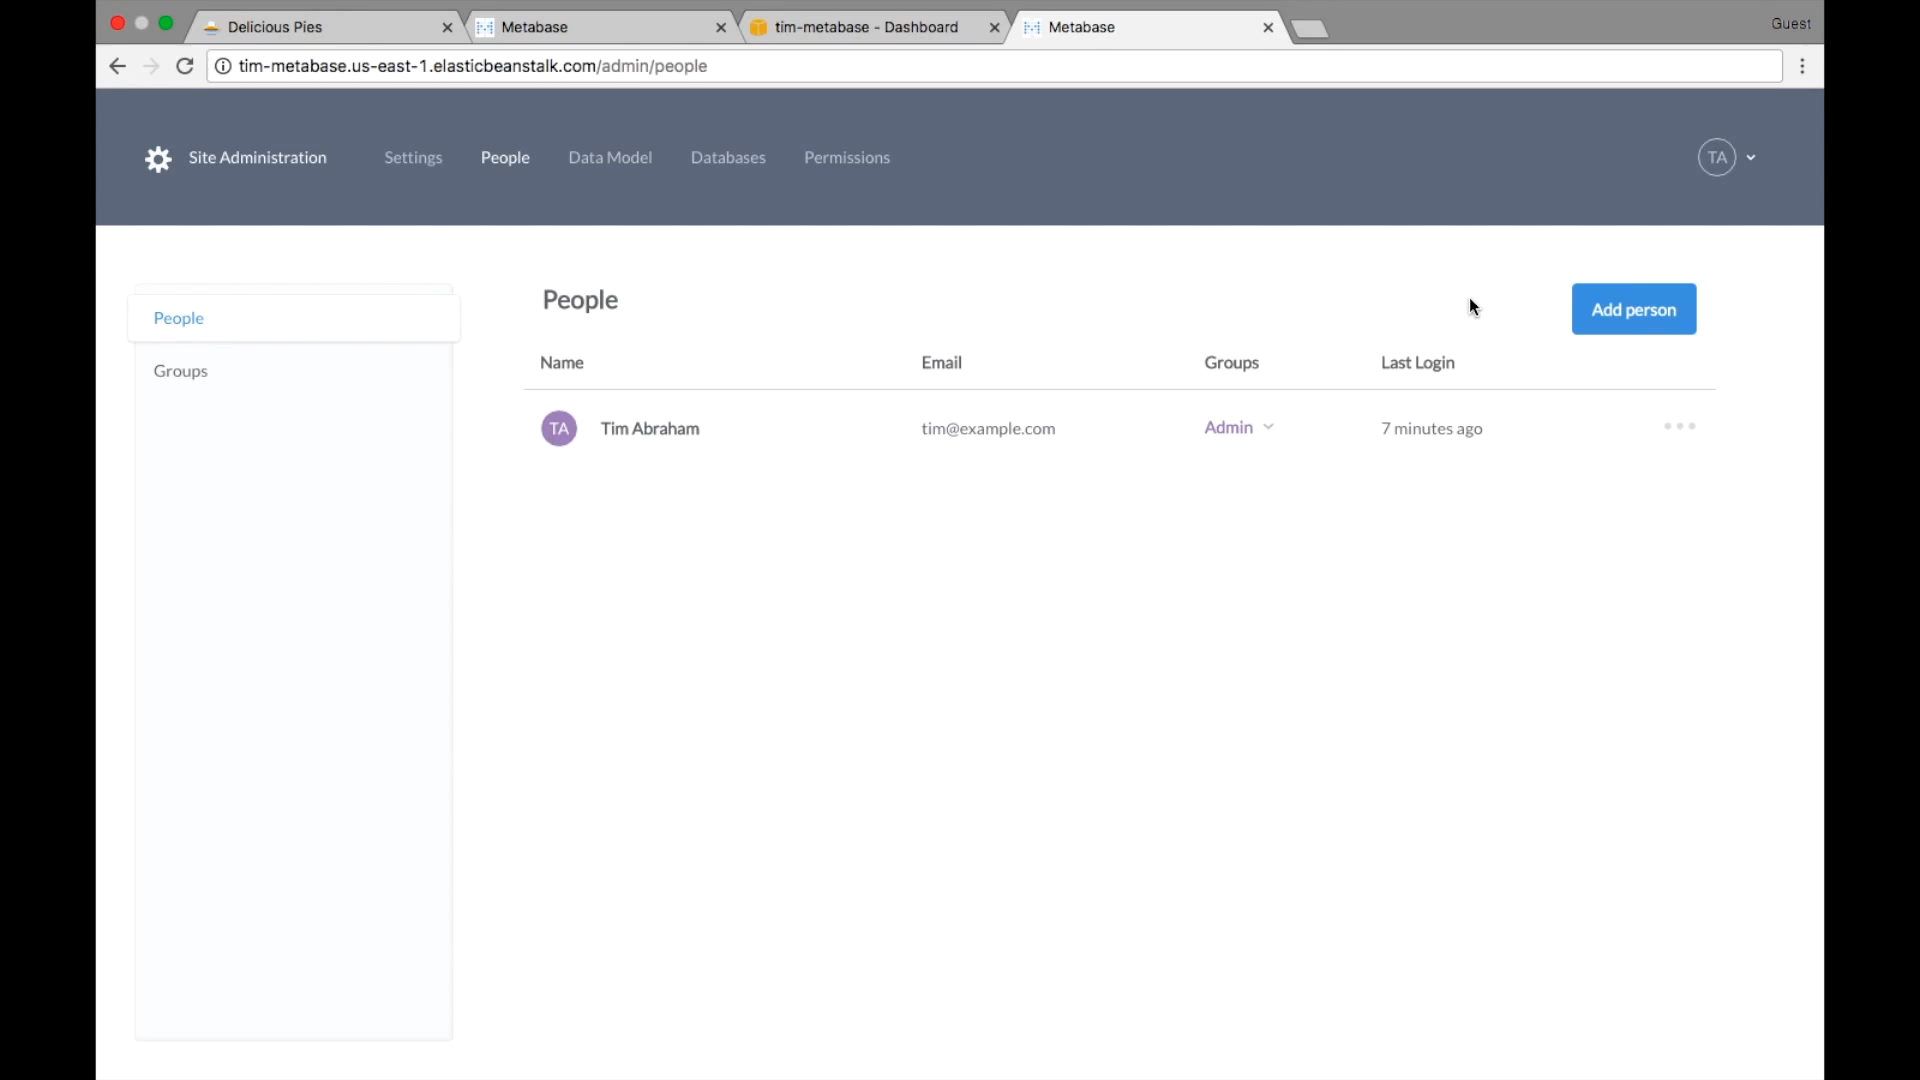 Delicious Pies
Metabase
tim-metabase - Dashboard
Metabase
Guest
tim-metabase.us-east-1.elasticbeanstalk.com/admin/people
Site Administration
Settings
People
Data Model
Databases
Permissions
TA
People
Groups
People
Add person
Name
Email
Groups
Last Login
TA
Tim Abraham
tim@example.com
Admin
7 minutes ago